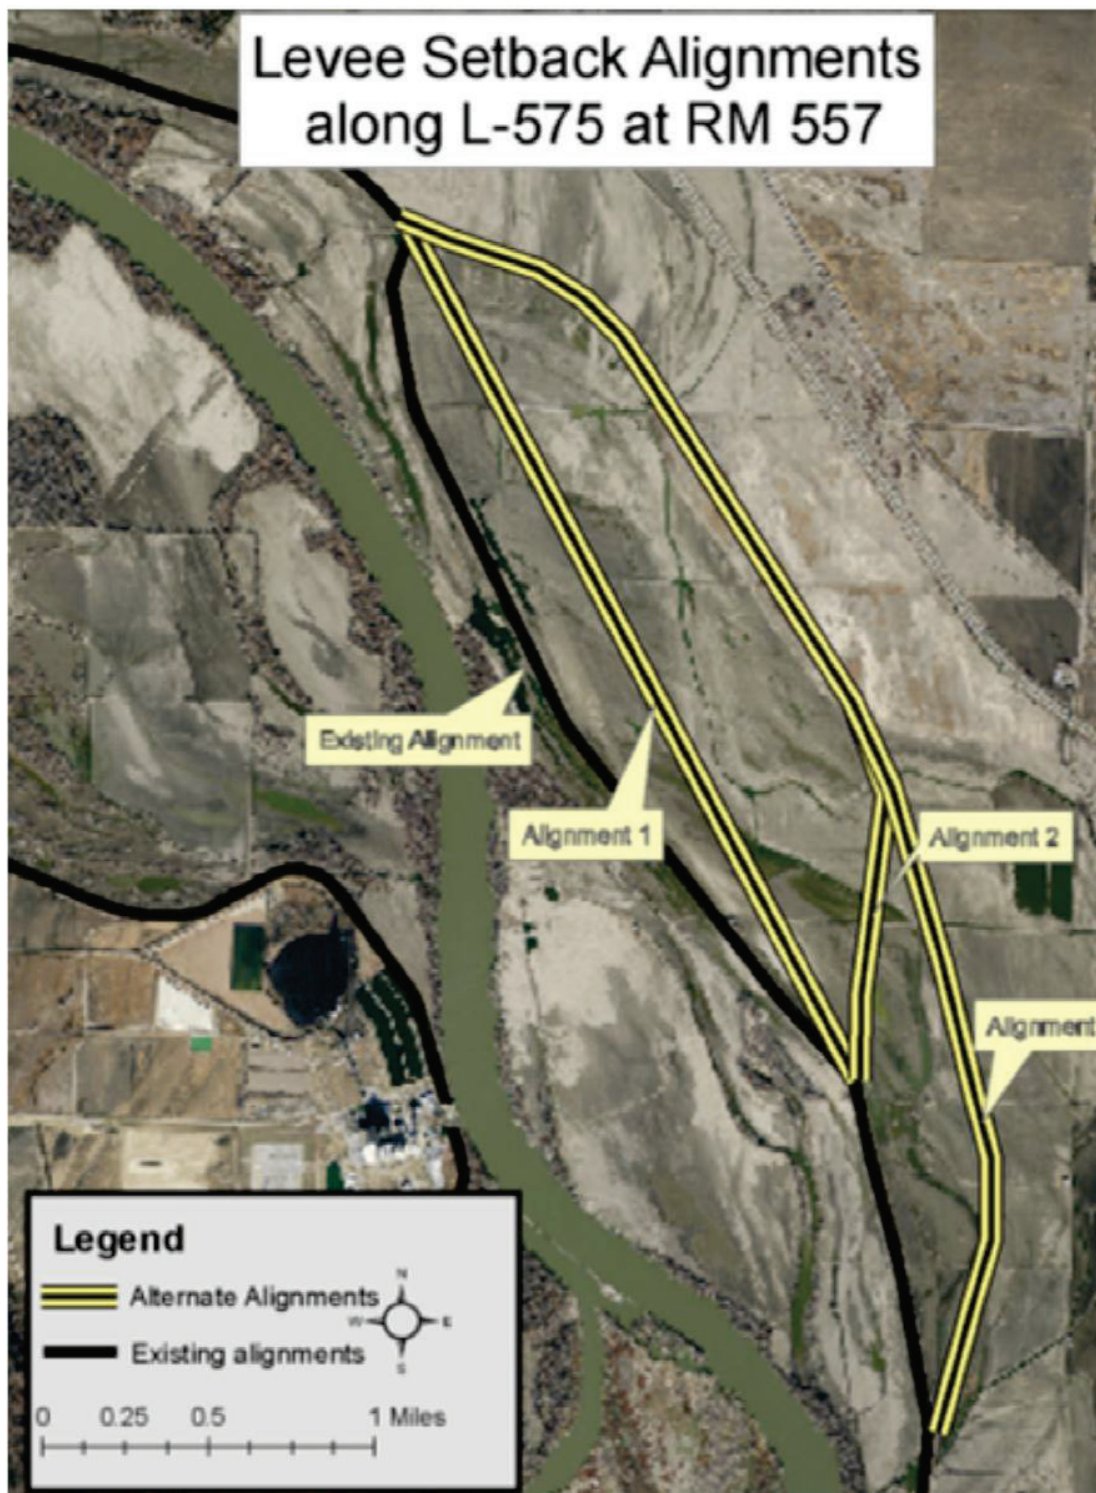 Levee Setback Alignments
along L-575 at RM 557
Existing Alignment
Alignment 1
Alignment 2
Alignment
Legend
Alternate Alignments
Existing alignments
N
W
E
S
0 0.25 0.5 1 Miles